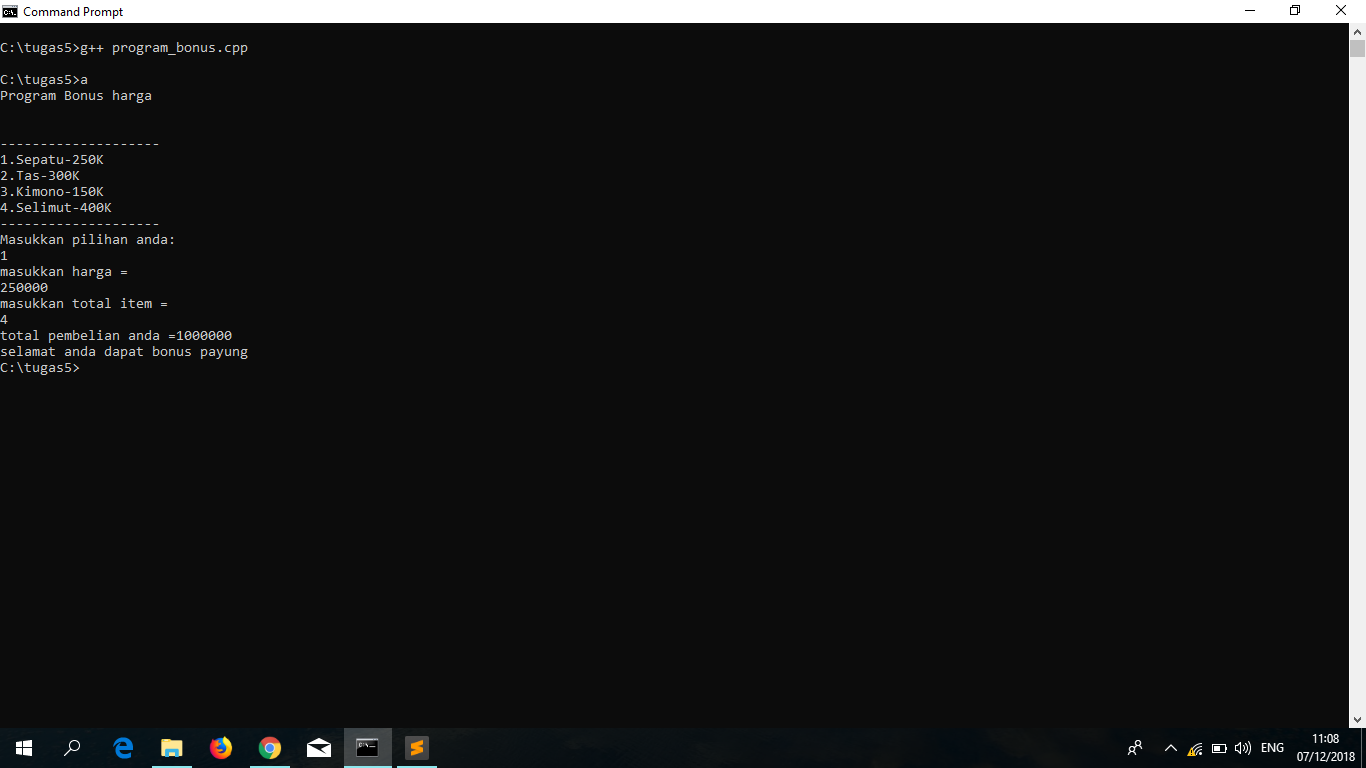 Command Prompt
C:\tugas5>g++ program_bonus.cpp
C:\tugas5>a
Program Bonus harga
--------------------
1.Sepatu-250K
2.Tas-300K
3.Kimono-150K
4.Selimut-400K
--------------------
Masukkan pilihan anda:
1
masukkan harga =
250000
masukkan total item =
4
total pembelian anda =1000000
selamat anda dapat bonus payung
C:\tugas5>
ENG
11:08
07/12/2018